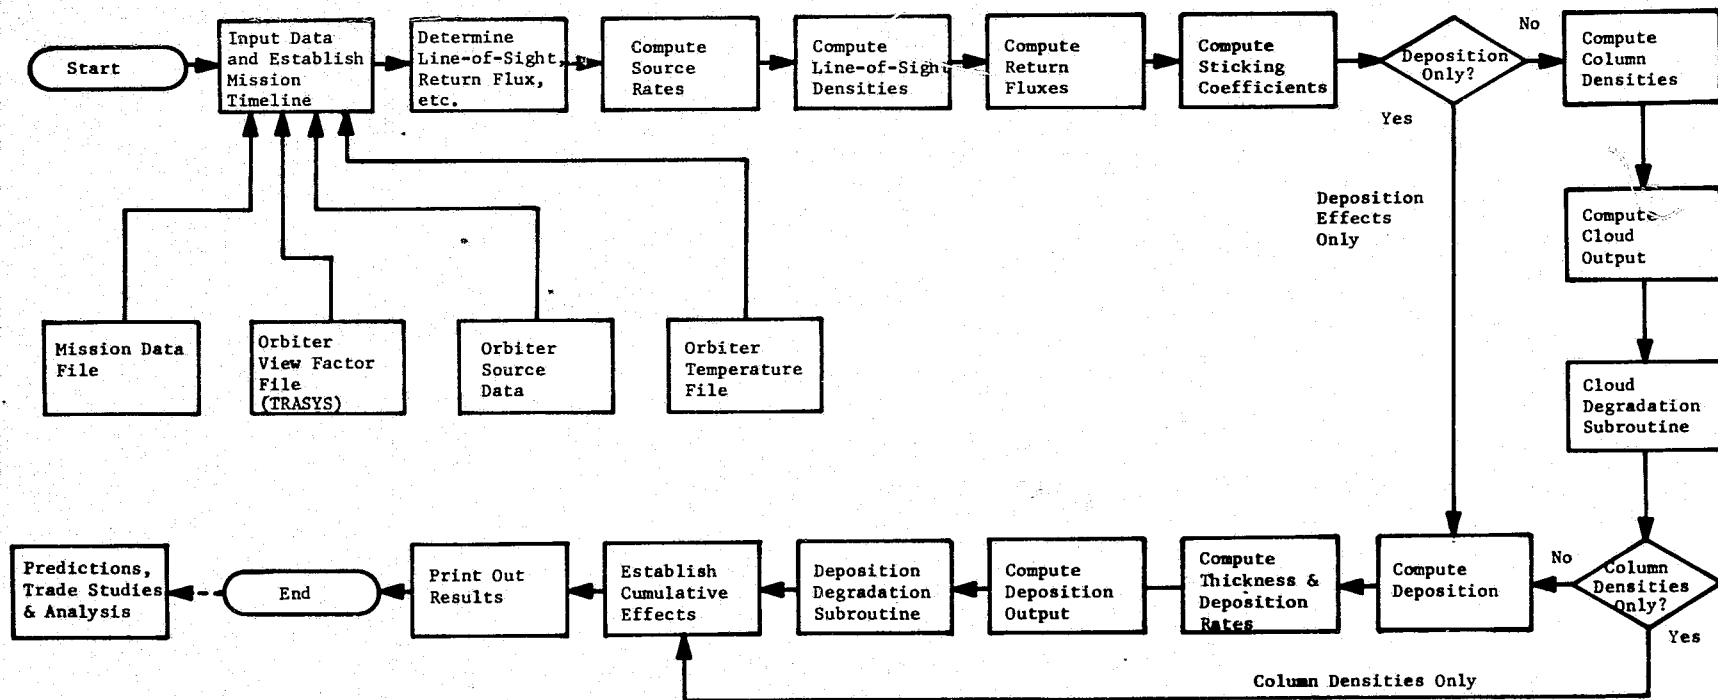 Start
Input Data
and Establish
Mission
Timeline
Determine
Line-of-Sight,
Return Flux,
etc.
Compute
Source
Rates
Compute
Line-of-Sight
Densities
Compute
Return
Fluxes
Compute
Sticking
Coefficients
Deposition
Only?
No
Yes
Compute
Column
Densities
Deposition
Effects
Only
Compute
Cloud
Output
Mission Data
File
Orbiter
View Factor
File
(TRASYS)
Orbiter
Source
Data
Orbiter
Temperature
File
Cloud
Degradation
Subroutine
Column
Densities
Only?
No
Yes
Compute
Deposition
Compute
Thickness &
Deposition
Rates
Compute
Deposition
Output
Deposition
Degradation
Subroutine
Establish
Cumulative
Effects
Print Out
Results
End
Predictions,
Trade Studies
& Analysis
Column Densities Only